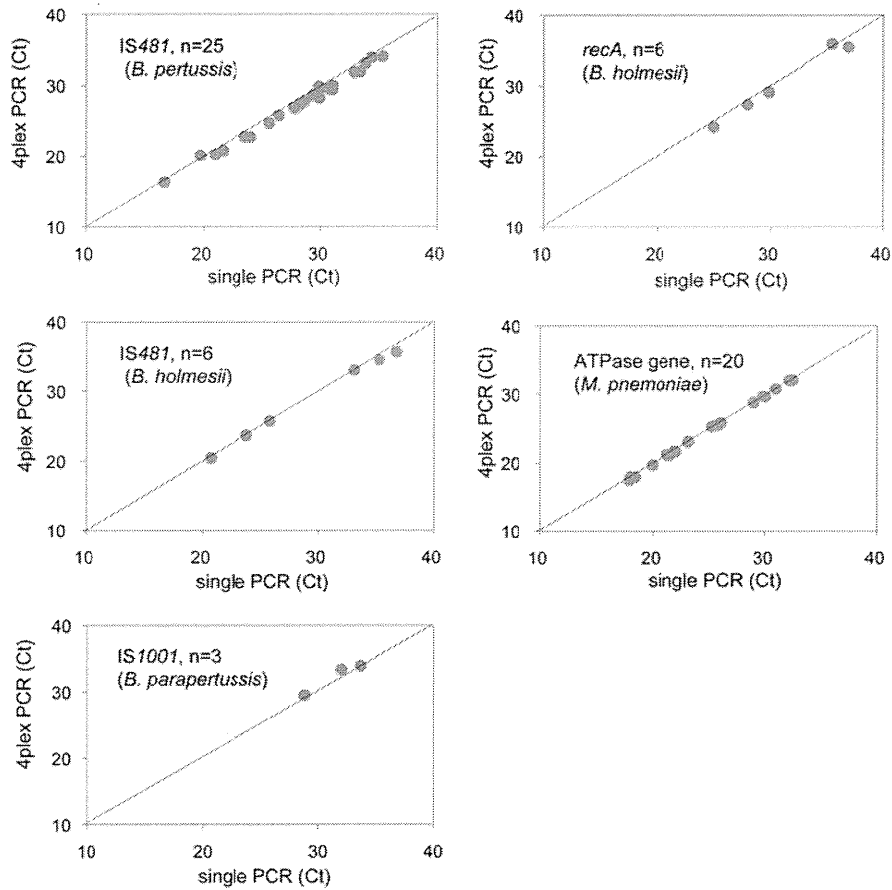 40
30
20
10
4plex PCR (Ct)
IS481, n=25
(B. pertussis)
10 20 30 40
single PCR (Ct)
40
30
20
10
4plex PCR (Ct)
recA, n=6
(B. holmesii)
10 20 30 40
single PCR (Ct)
40
30
20
10
4plex PCR (Ct)
IS481, n=6
(B. holmesii)
10 20 30 40
single PCR (Ct)
40
30
20
10
4plex PCR (Ct)
ATPase gene, n=20
(M. pnemoniae)
10 20 30 40
single PCR (Ct)
40
30
20
10
4plex PCR (Ct)
IS1001, n=3
(B. parapertussis)
10 20 30 40
single PCR (Ct)